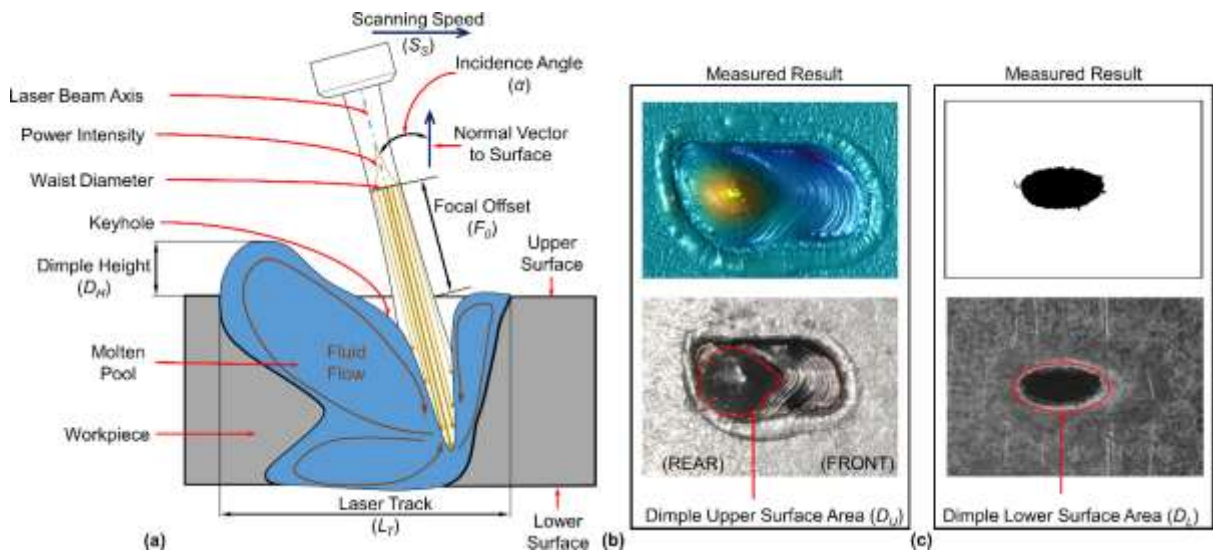 Scanning Speed
(S_S)
Incidence Angle
(α)
Laser Beam Axis
Power Intensity
Normal Vector
to Surface
Waist Diameter
Focal Offset
(F_0)
Keyhole
Dimple Height
(D_H)
Upper
Surface
Molten
Pool
Fluid
Flow
Workpiece
Laser Track
(L_T)
Lower
Surface
(a)
Measured Result
(REAR)
(FRONT)
Dimple Upper Surface Area (D_U)
(b)
Measured Result
Dimple Lower Surface Area (D_L)
(c)